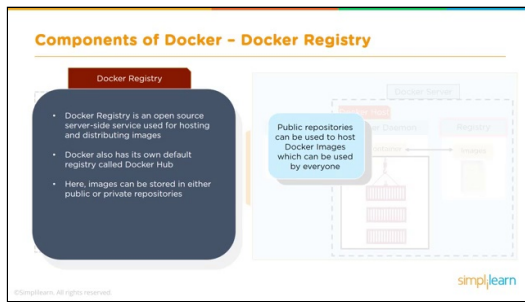 Components of Docker – Docker Registry
Docker Registry
• Docker Registry is an open source
server-side service used for hosting
and distributing images
• Docker also has its own default
registry called Docker Hub
• Here, images can be stored in either
public or private repositories
Public repositories
can be used to host
Docker Images
which can be used
by everyone
Docker Server
Registry
Images
©Simplilearn. All rights reserved.
simplilearn